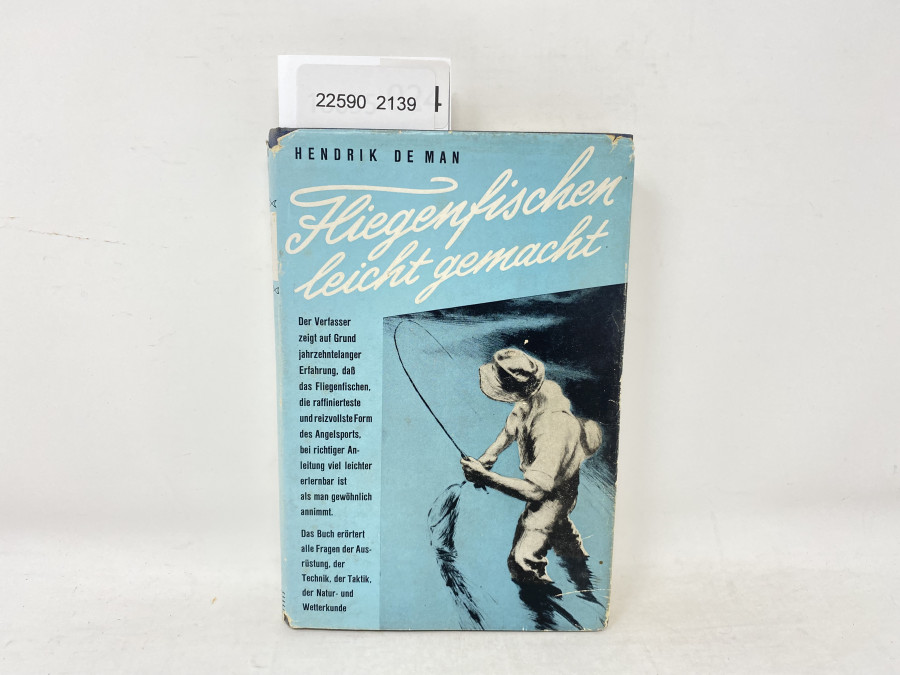 22590 2139
HENDRIK DE MAN
Fliegenfischen
leicht gemacht
Der Verfasser
zeigt auf Grund
jahrzehntelanger
Erfahrung, daß
das Fliegenfischen,
die raffinierteste
und reizvollste Form
des Angelsports,
bei richtiger An-
leitung viel leichter
erlernbar ist
als man gewöhnlich
annimmt.
Das Buch erörtert
alle Fragen der Aus-
rüstung, der
Technik, der Taktik,
der Natur- und
Wetterkunde